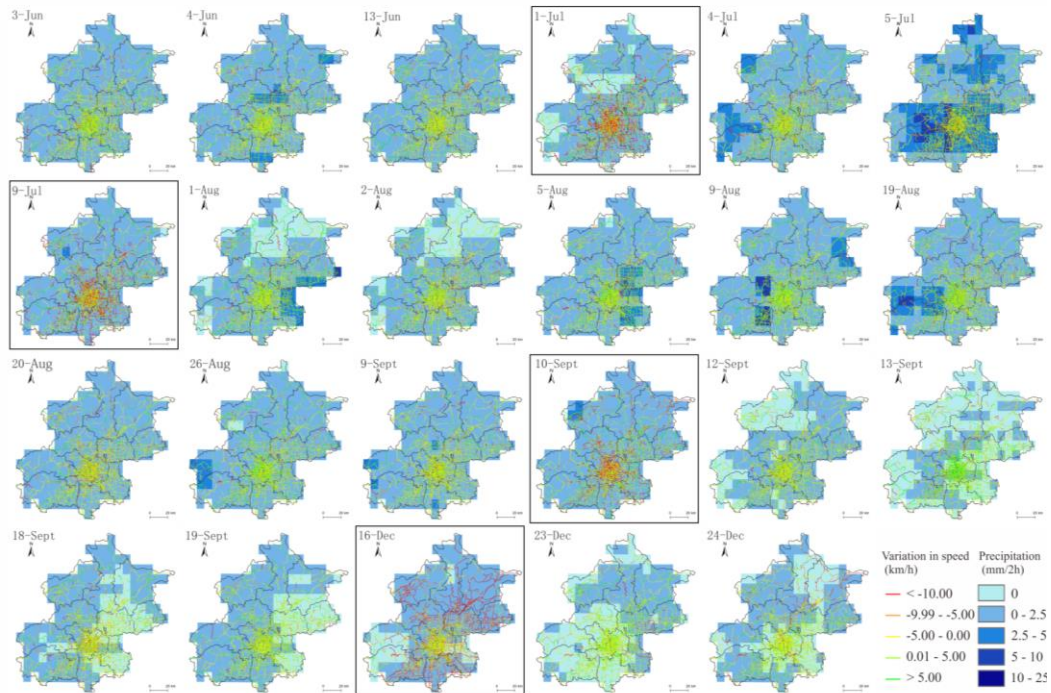 3-Jun
4-Jun
13-Jun
1-Jul
4-Jul
5-Jul
9-Jul
1-Aug
2-Aug
5-Aug
9-Aug
19-Aug
20-Aug
26-Aug
9-Sept
10-Sept
12-Sept
13-Sept
18-Sept
19-Sept
16-Dec
23-Dec
24-Dec
Variation in speed
(km/h)
< -10.00
-9.99 - -5.00
-5.00 - 0.00
0.01 - 5.00
> 5.00
Precipitation
(mm/2h)
0
0 - 2.5
2.5 - 5
5 - 10
10 - 25